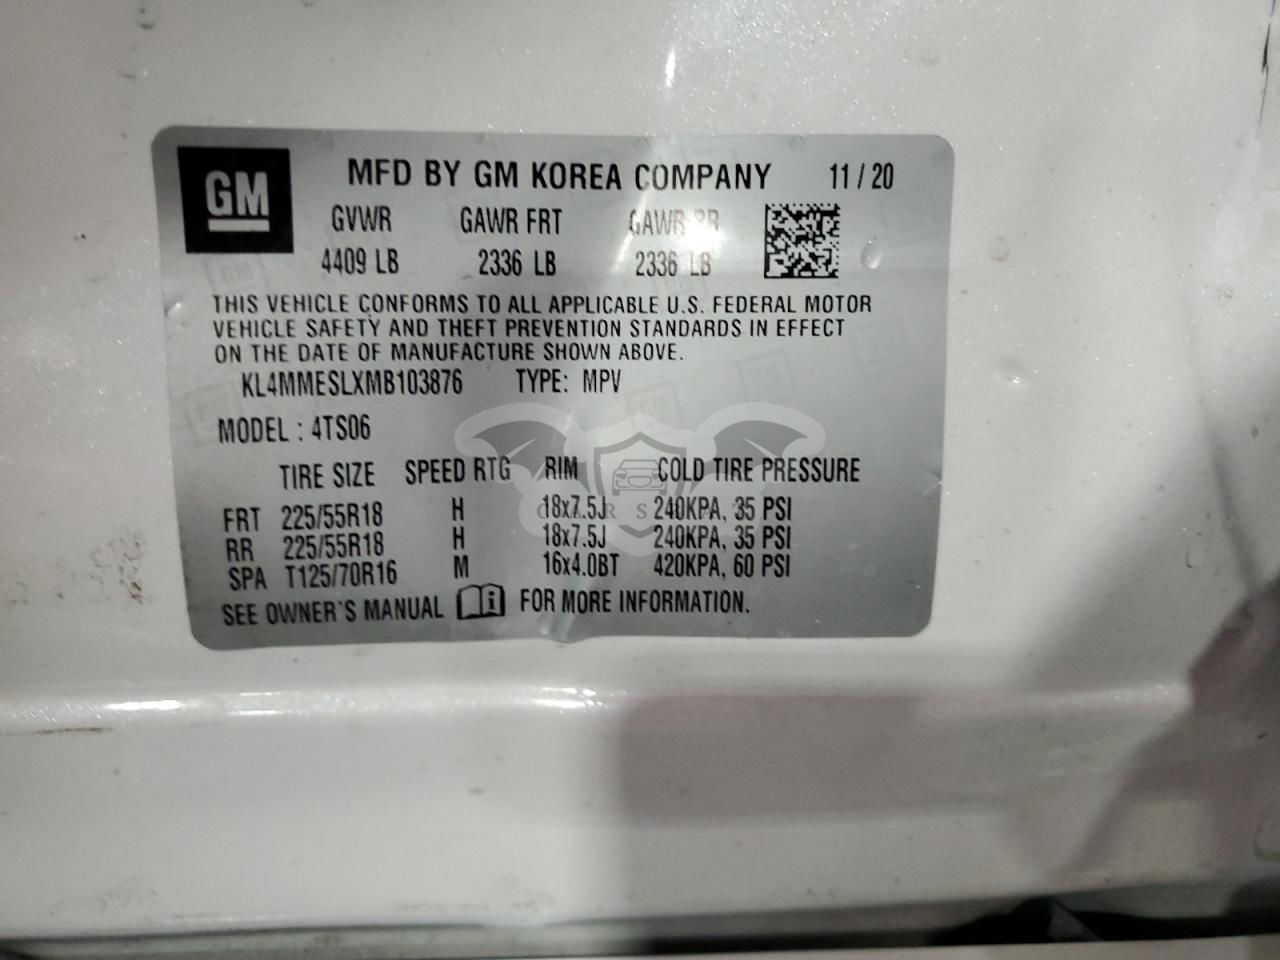 GM MFD BY GM KOREA COMPANY 11 / 20
GVWR GAWR FRT GAWR RR
4409 LB 2336 LB 2336 LB
THIS VEHICLE CONFORMS TO ALL APPLICABLE U.S. FEDERAL MOTOR
VEHICLE SAFETY AND THEFT PREVENTION STANDARDS IN EFFECT
ON THE DATE OF MANUFACTURE SHOWN ABOVE.
KL4MMESLXMB103876 TYPE: MPV
MODEL : 4TS06
TIRE SIZE SPEED RTG RIM COLD TIRE PRESSURE
FRT 225/55R18 H 18x7.5J 240KPA, 35 PSI
RR 225/55R18 H 18x7.5J 240KPA, 35 PSI
SPA T125/70R16 M 16x4.0BT 420KPA, 60 PSI
SEE OWNER'S MANUAL FOR MORE INFORMATION.